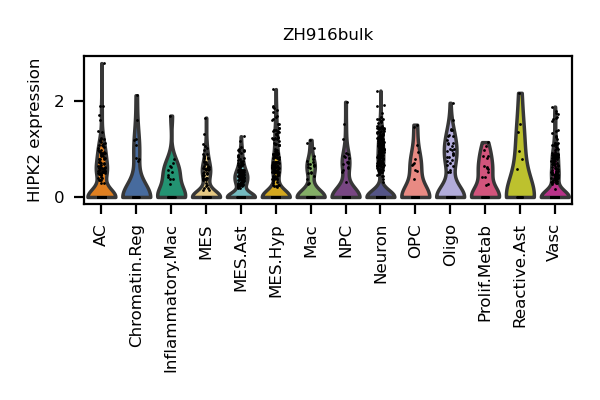 ZH916bulk
HIPK2 expression
2
0
AC
Chromatin.Reg
Inflammatory.Mac
MES
MES.Ast
MES.Hyp
Mac
NPC
Neuron
OPC
Oligo
Prolif.Metab
Reactive.Ast
Vasc